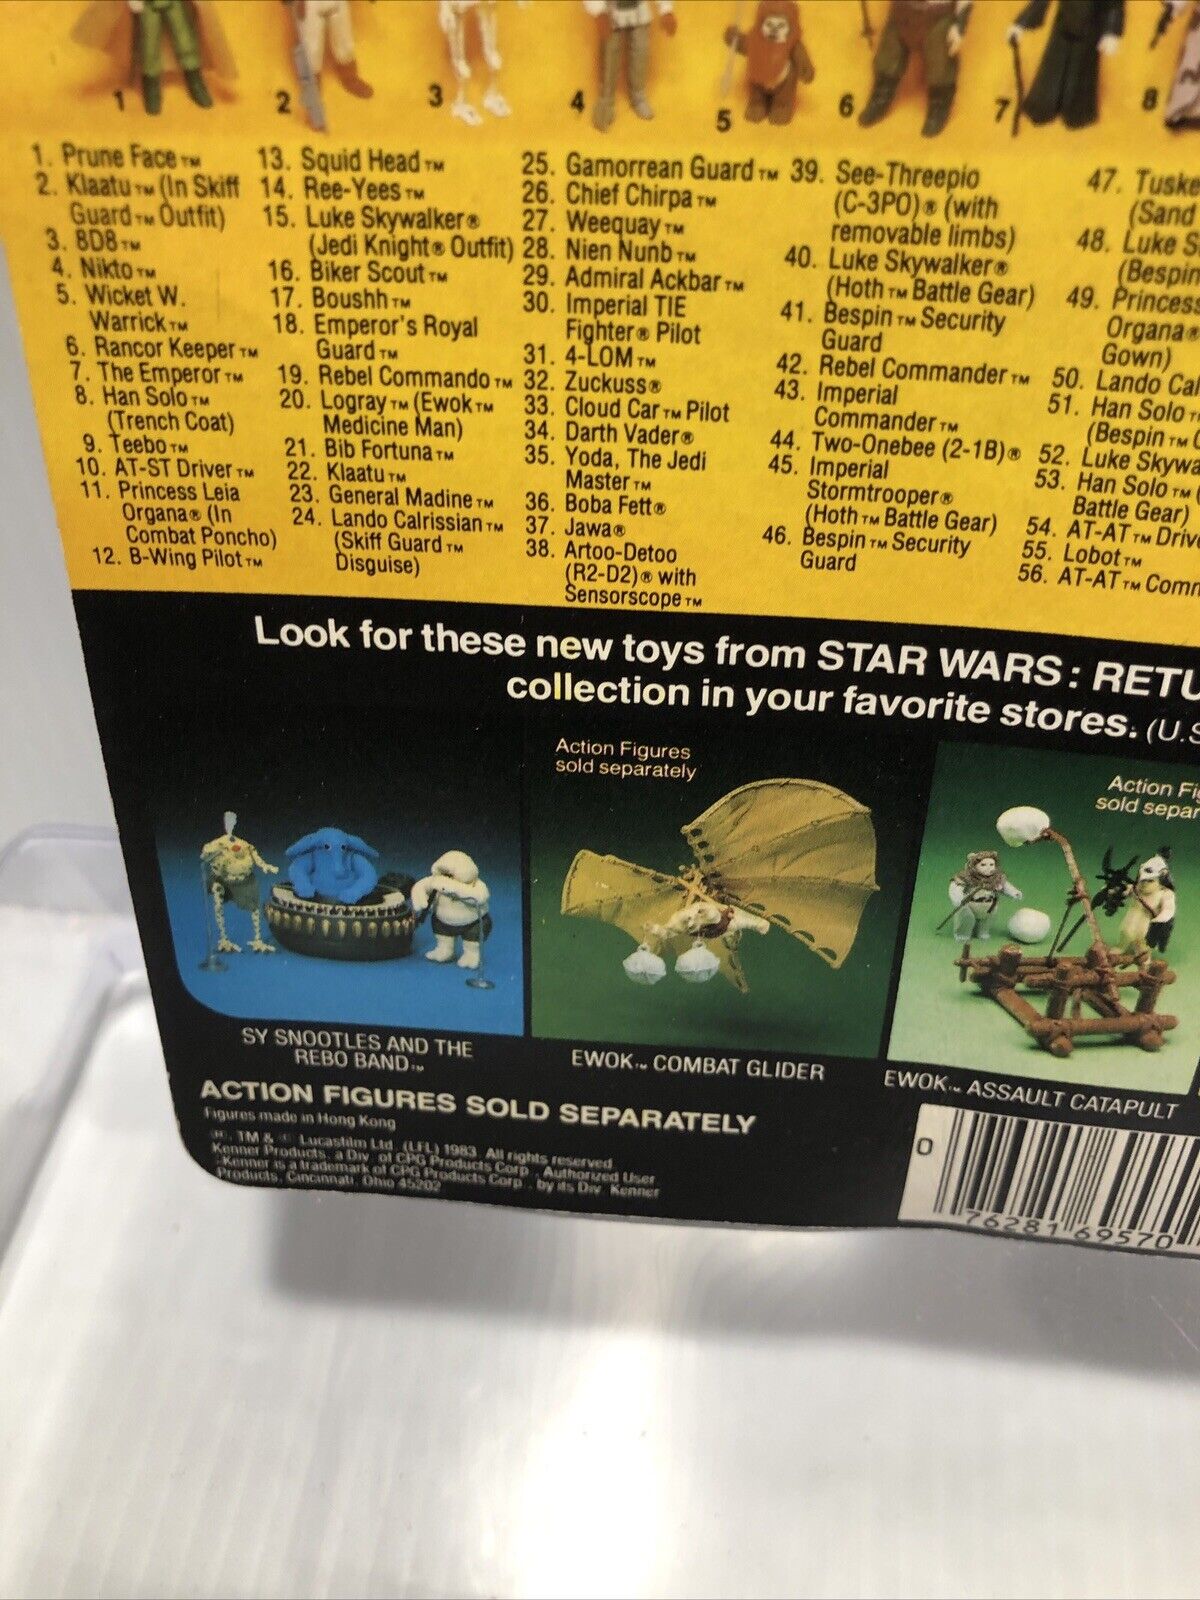 1
2
3
4
5
6
7
8
1. Prune Face™
2. Klaatu™ (In Skiff
Guard™ Outfit)
3. 8D8™
4. Nikto™
5. Wicket W.
Warrick™
6. Rancor Keeper™
7. The Emperor™
8. Han Solo™
(Trench Coat)
9. Teebo™
10. AT-ST Driver™
11. Princess Leia
Organa® (In
Combat Poncho)
12. B-Wing Pilot™
13. Squid Head™
14. Ree-Yees™
15. Luke Skywalker®
(Jedi Knight® Outfit)
16. Biker Scout™
17. Boushh™
18. Emperor's Royal
Guard™
19. Rebel Commando™
20. Logray™ (Ewok™
Medicine Man)
21. Bib Fortuna™
22. Klaatu™
23. General Madine™
24. Lando Calrissian™
(Skiff Guard™
Disguise)
25. Gamorrean Guard™
26. Chief Chirpa™
27. Weequay™
28. Nien Nunb™
29. Admiral Ackbar™
30. Imperial TIE
Fighter® Pilot
31. 4-LOM™
32. Zuckuss®
33. Cloud Car™ Pilot
34. Darth Vader®
35. Yoda, The Jedi
Master™
36. Boba Fett®
37. Jawa®
38. Artoo-Detoo
(R2-D2)® with
Sensorscope™
39. See-Threepio
(C-3PO)® (with
removable limbs)
40. Luke Skywalker®
(Hoth™ Battle Gear)
41. Bespin™ Security
Guard
42. Rebel Commander™
43. Imperial
Commander™
44. Two-Onebee (2-1B)®
45. Imperial
Stormtrooper®
(Hoth™ Battle Gear)
46. Bespin™ Security
Guard
47. Tuske
(Sand
48. Luke S
(Bespin
49. Princess
Organa®
Gown)
50. Lando Cal
51. Han Solo™
(Bespin™
52. Luke Skywa
53. Han Solo™ (
Battle Gear)
54. AT-AT™ Drive
55. Lobot™
56. AT-AT™ Comm
Look for these new toys from STAR WARS: RETU
collection in your favorite stores. (U.S
Action Figures
sold separately
Action Fig
sold separ
SY SNOOTLES AND THE
REBO BAND™
EWOK™ COMBAT GLIDER
EWOK™ ASSAULT CATAPULT
ACTION FIGURES SOLD SEPARATELY
Figures made in Hong Kong
TM & © Lucasfilm Ltd. (LFL) 1983. All rights reserved
Kenner Products, a Div. of CPG Products Corp. Authorized User
Kenner is a trademark of CPG Products Corp., by its Div. Kenner
Products, Cincinnati, Ohio 45202
0
76281 69570